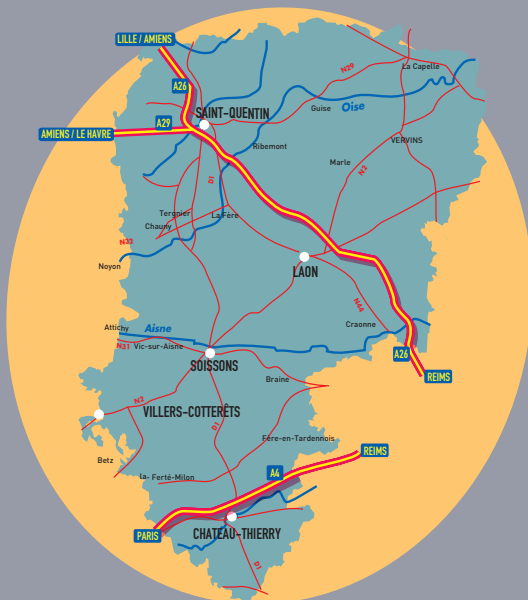 LILLE / AMIENS
N29
La Capelle
A26
Guise
Oise
SAINT-QUENTIN
A29
AMIENS / LE HAVRE
Ribemont
VERVINS
Marle
N2
D1
Tergnier
La Fère
Chauny
N33
Noyon
LAON
N44
Attichy
Aisne
Craonne
N31
Vic-sur-Aisne
A26
SOISSONS
REIMS
Braine
N2
VILLERS-COTTERÊTS
D1
Fère-en-Tardennois
REIMS
Betz
la- Ferté-Milon
A4
PARIS
CHATEAU-THIERRY
D1